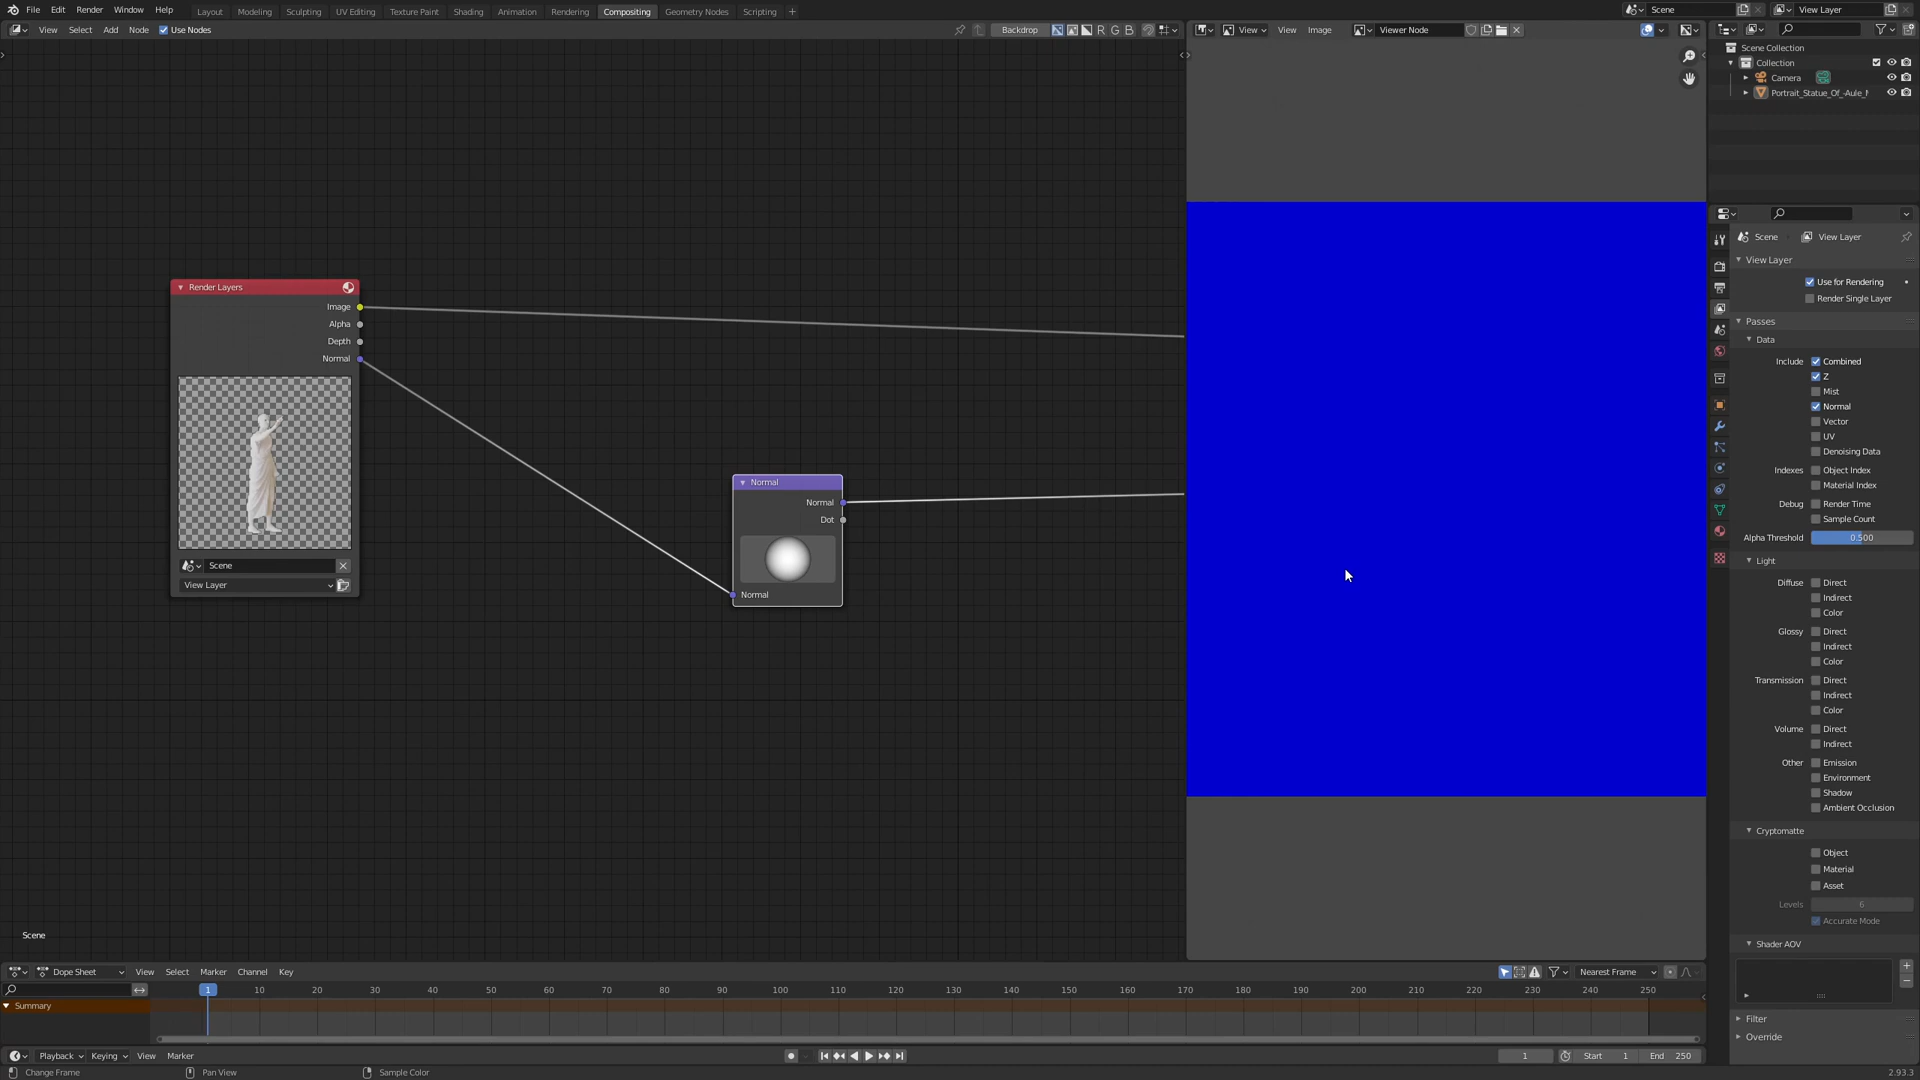 File Edit Render Window Help Layout Modeling Sculpting UV Editing Texture Paint Shading Animation Rendering Compositing Geometry Nodes Scripting + Scene View Layer
View Select Add Node Use Nodes Backdrop R G B View View Image Viewer Node
Scene Collection
Collection
Camera
Portrait_Statue_Of_-Aule_M
Scene View Layer
View Layer
Use for Rendering
Render Single Layer
Passes
Data
Include Combined
Z
Mist
Normal
Vector
UV
Denoising Data
Indexes Object Index
Material Index
Debug Render Time
Sample Count
Alpha Threshold 0.500
Light
Diffuse Direct
Indirect
Color
Glossy Direct
Indirect
Color
Transmission Direct
Indirect
Color
Volume Direct
Indirect
Other Emission
Environment
Shadow
Ambient Occlusion
Cryptomatte
Object
Material
Asset
Levels 6
Accurate Mode
Shader AOV
Filter
Override
Render Layers
Image
Alpha
Depth
Normal
Scene
View Layer
Normal
Normal
Dot
Normal
Scene
Dope Sheet View Select Marker Channel Key Nearest Frame
1 10 20 30 40 50 60 70 80 90 100 110 120 130 140 150 160 170 180 190 200 210 220 230 240 250
Summary
Playback Keying View Marker 1 Start 1 End 250
Change Frame Pan View Sample Color 2.93.3